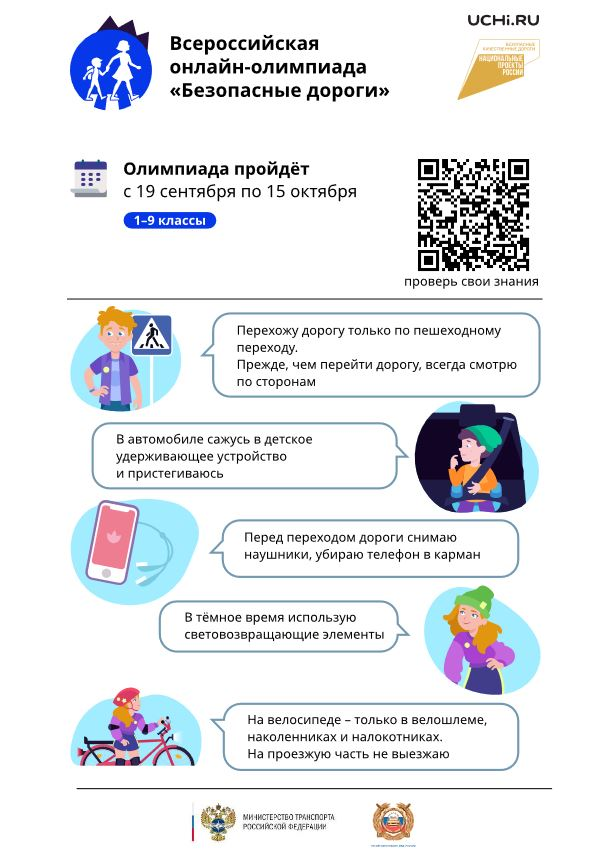 UCHi.RU
Всероссийская
онлайн-олимпиада
«Безопасные дороги»
БЕЗОПАСНЫЕ
КАЧЕСТВЕННЫЕ ДОРОГИ
НАЦИОНАЛЬНЫЕ
ПРОЕКТЫ
РОССИИ
Олимпиада пройдёт
с 19 сентября по 15 октября
1–9 классы
проверь свои знания
Перехожу дорогу только по пешеходному
переходу.
Прежде, чем перейти дорогу, всегда смотрю
по сторонам
В автомобиле сажусь в детское
удерживающее устройство
и пристегиваюсь
Перед переходом дороги снимаю
наушники, убираю телефон в карман
В тёмное время использую
световозвращающие элементы
На велосипеде – только в велошлеме,
наколенниках и налокотниках.
На проезжую часть не выезжаю
МИНИСТЕРСТВО ТРАНСПОРТА
РОССИЙСКОЙ ФЕДЕРАЦИИ